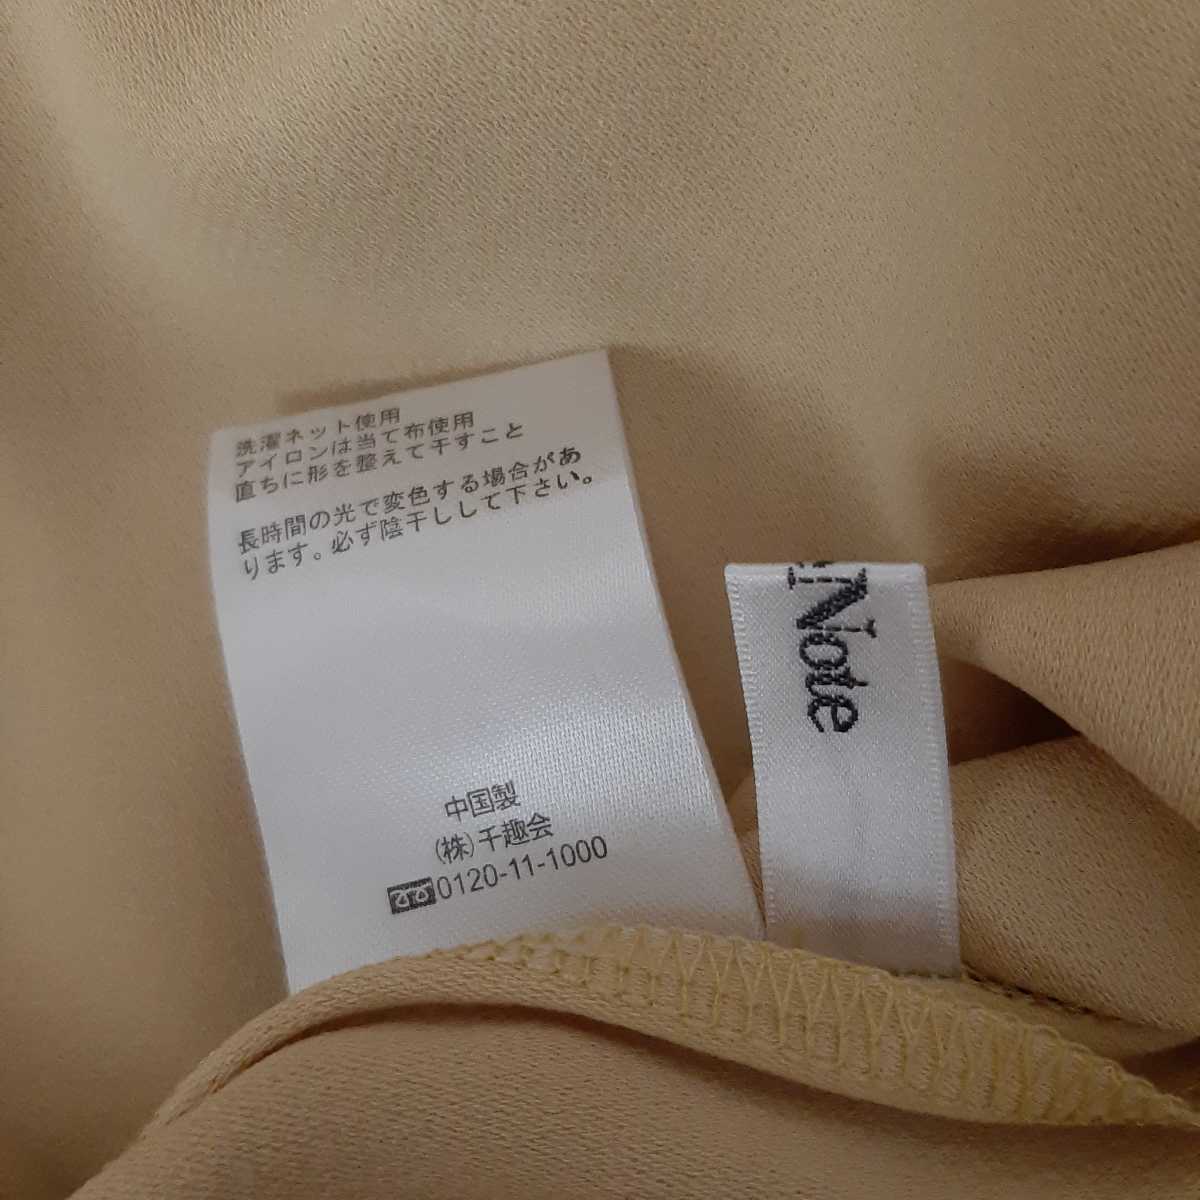 洗濯ネット使用
アイロンは当て布使用
直ちに形を整えて干すこと
長時間の光で変色する場合があ
ります。必ず陰干しして下さい。
中国製
(株)千趣会
0120-11-1000
Note